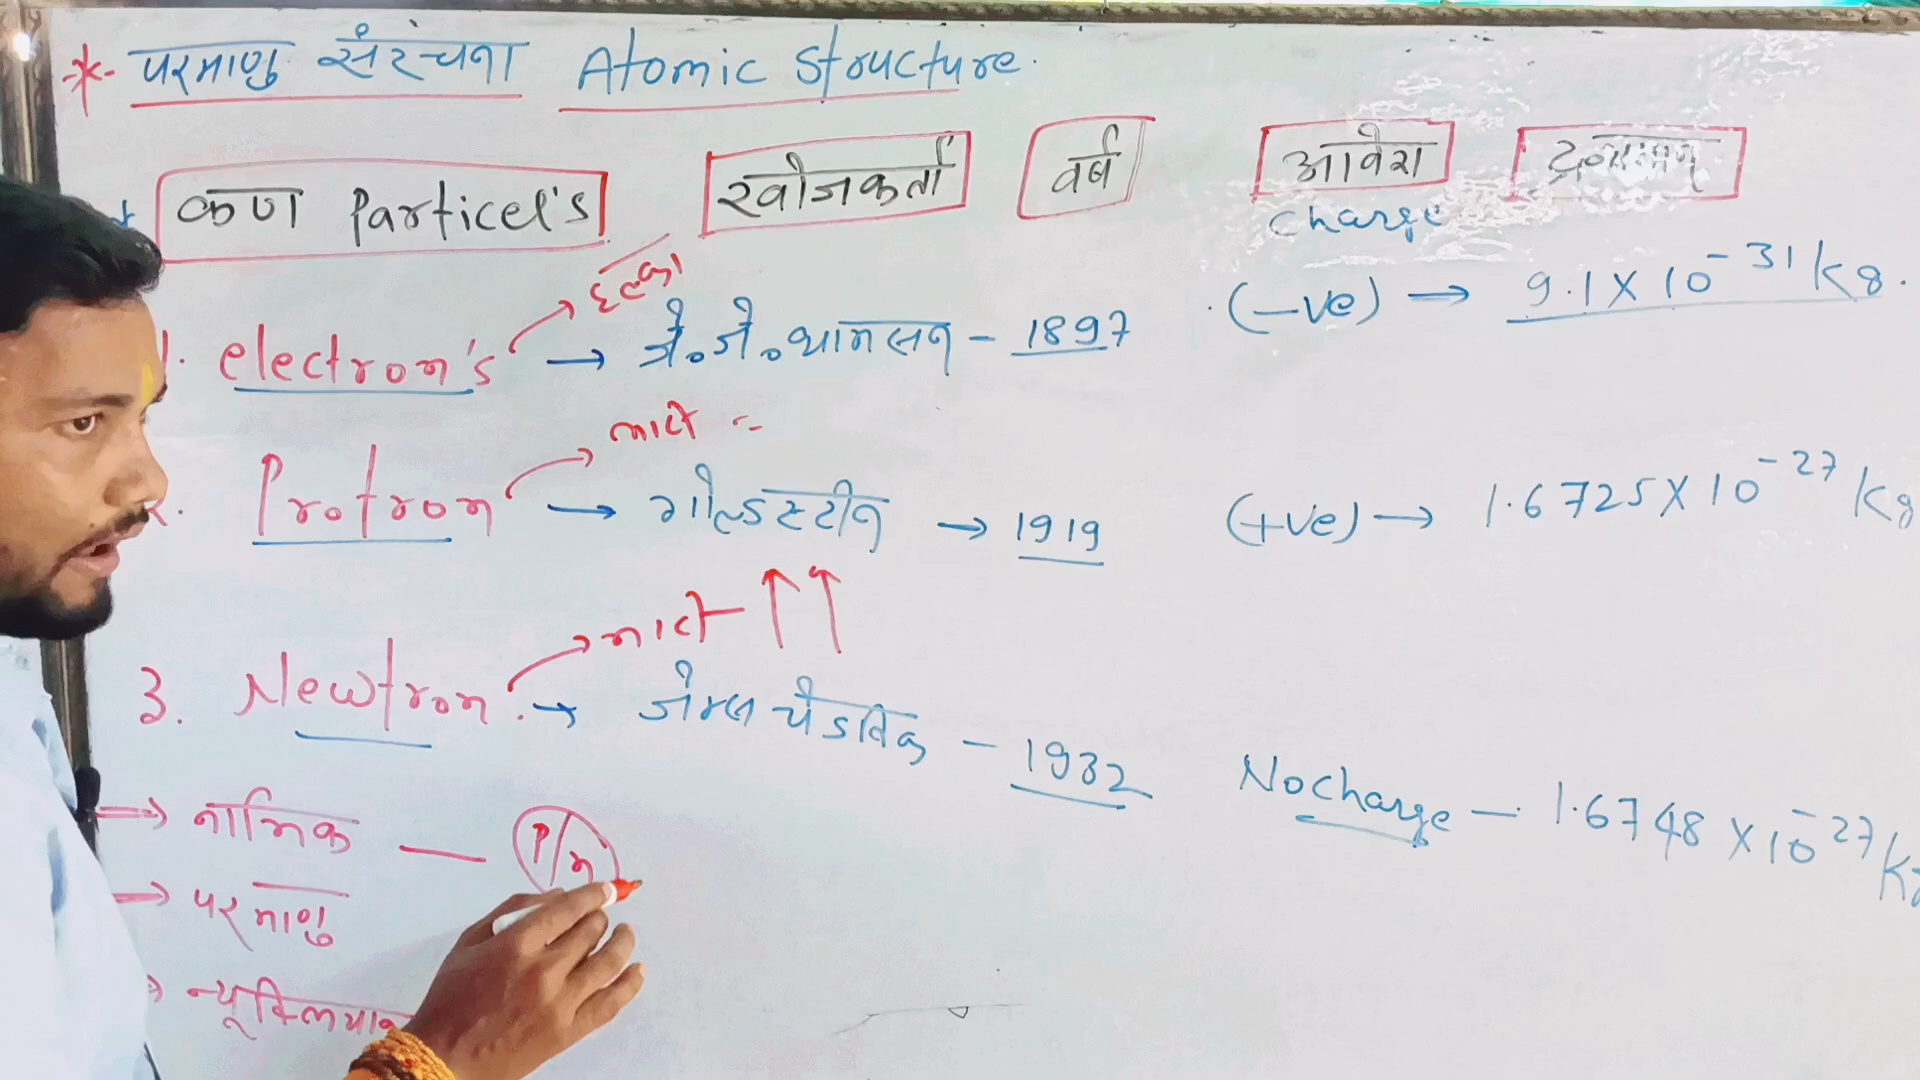 परमाणु संरचना Atomic Structure.
कण Particel's खोजकर्ता वर्ष आवेश द्रव्यमान
charge
हल्का
1. electron's → जे॰ जे॰ थामसन - 1897 (-ve) → 9.1 X 10⁻³¹ kg.
भारी
2. Protron → गोल्डस्टीन → 1919 (+ve) → 1.6725 X 10⁻²⁷ kg
भारी ↑↑
3. Newtron. → जेम्स चैडविक - 1932 No charge - 1.6748 X 10⁻²⁷ kg
⇒ नाभिक — P/n
⇒ परमाणु
⇒ न्यूक्लियान